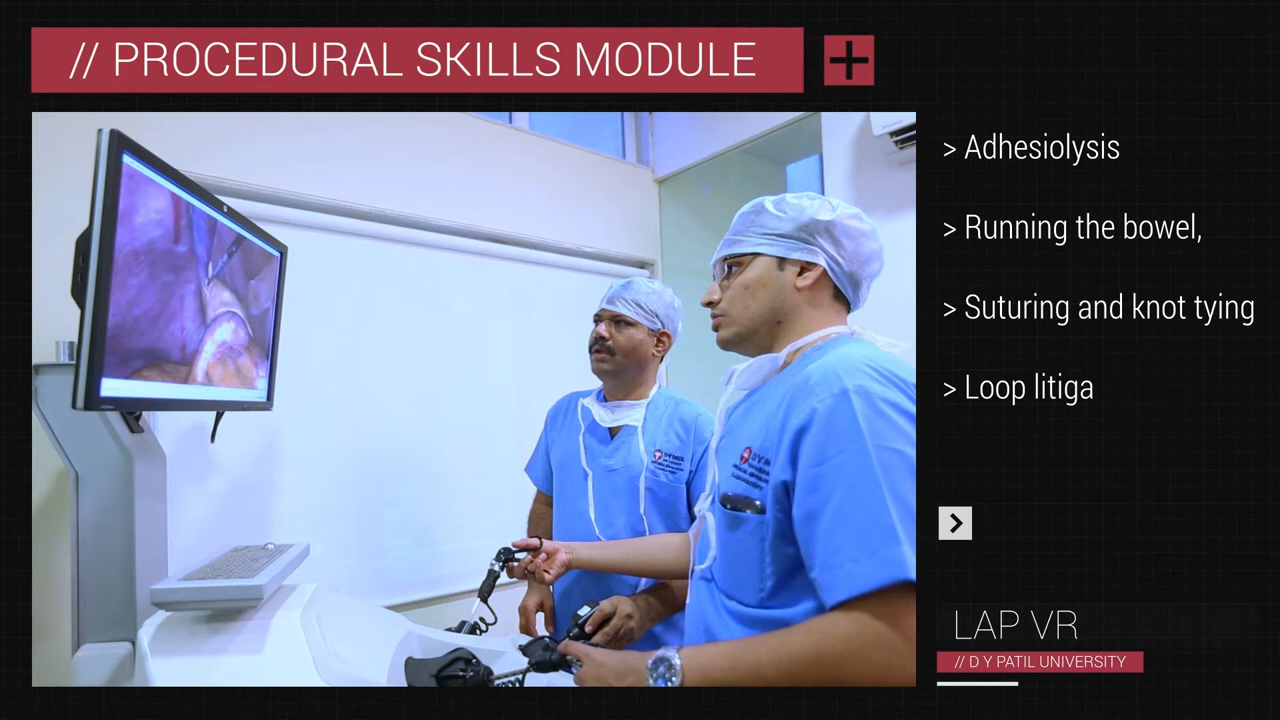 // PROCEDURAL SKILLS MODULE
> Adhesiolysis
> Running the bowel,
> Suturing and knot tying
> Loop litiga
LAP VR
// D Y PATIL UNIVERSITY